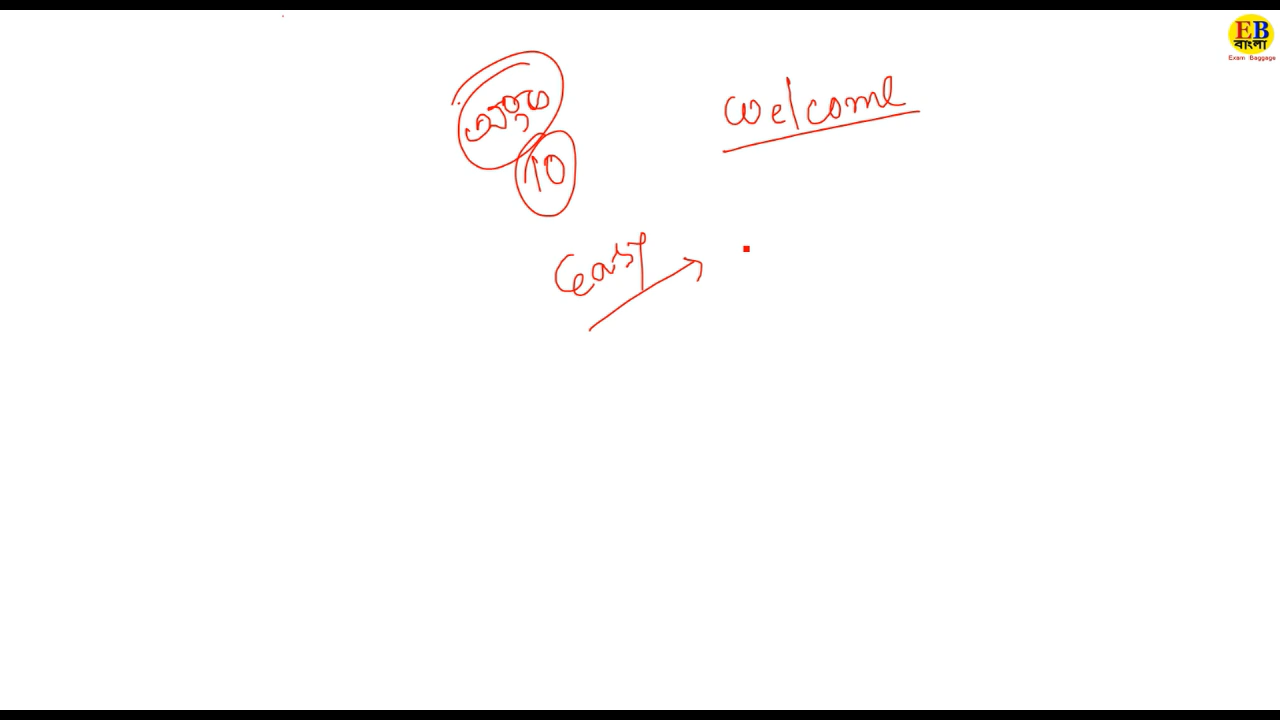 EB
বাংলা
Exam Baggage
welcome
10
easy